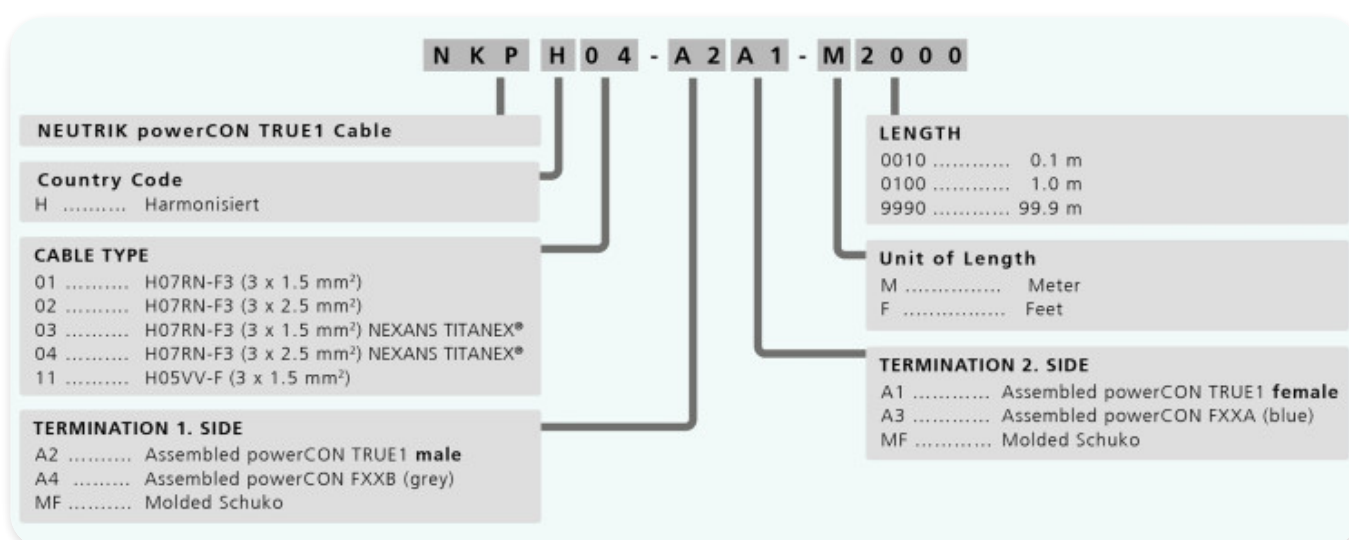 N K P H 0 4 - A 2 A 1 - M 2 0 0 0
NEUTRIK powerCON TRUE1 Cable
Country Code
H .......... Harmonisiert
CABLE TYPE
01 .......... H07RN-F3 (3 x 1.5 mm²)
02 .......... H07RN-F3 (3 x 2.5 mm²)
03 .......... H07RN-F3 (3 x 1.5 mm²) NEXANS TITANEX®
04 .......... H07RN-F3 (3 x 2.5 mm²) NEXANS TITANEX®
11 .......... H05VV-F (3 x 1.5 mm²)
TERMINATION 1. SIDE
A2 .......... Assembled powerCON TRUE1 male
A4 ......... Assembled powerCON FXXB (grey)
MF .......... Molded Schuko
LENGTH
0010 ............ 0.1 m
0100 ............ 1.0 m
9990 ............ 99.9 m
Unit of Length
M ............... Meter
F ................ Feet
TERMINATION 2. SIDE
A1 ............ Assembled powerCON TRUE1 female
A3 ............ Assembled powerCON FXXA (blue)
MF ............ Molded Schuko